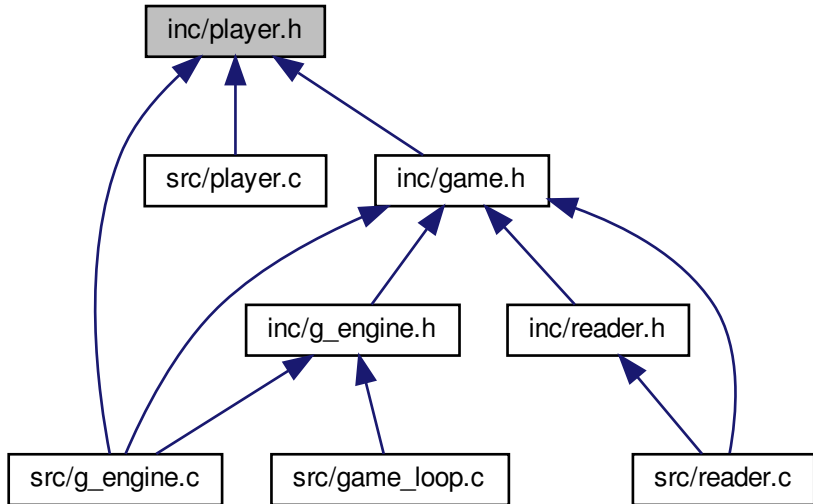 inc/player.h
src/player.c
inc/game.h
inc/g_engine.h
inc/reader.h
src/g_engine.c
src/game_loop.c
src/reader.c